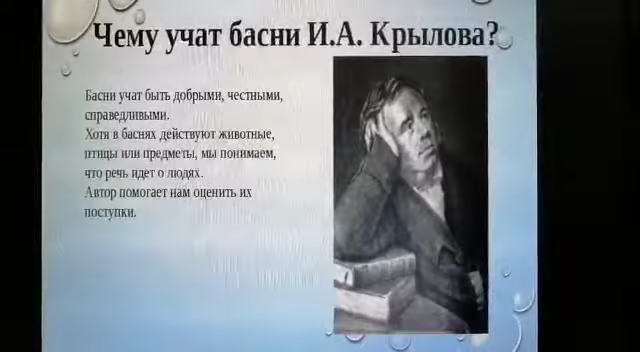 Чему учат басни И.А. Крылова?
Басни учат быть добрыми, честными,
справедливыми.
Хотя в баснях действуют животные,
птицы или предметы, мы понимаем,
что речь идет о людях.
Автор помогает нам оценить их
поступки.